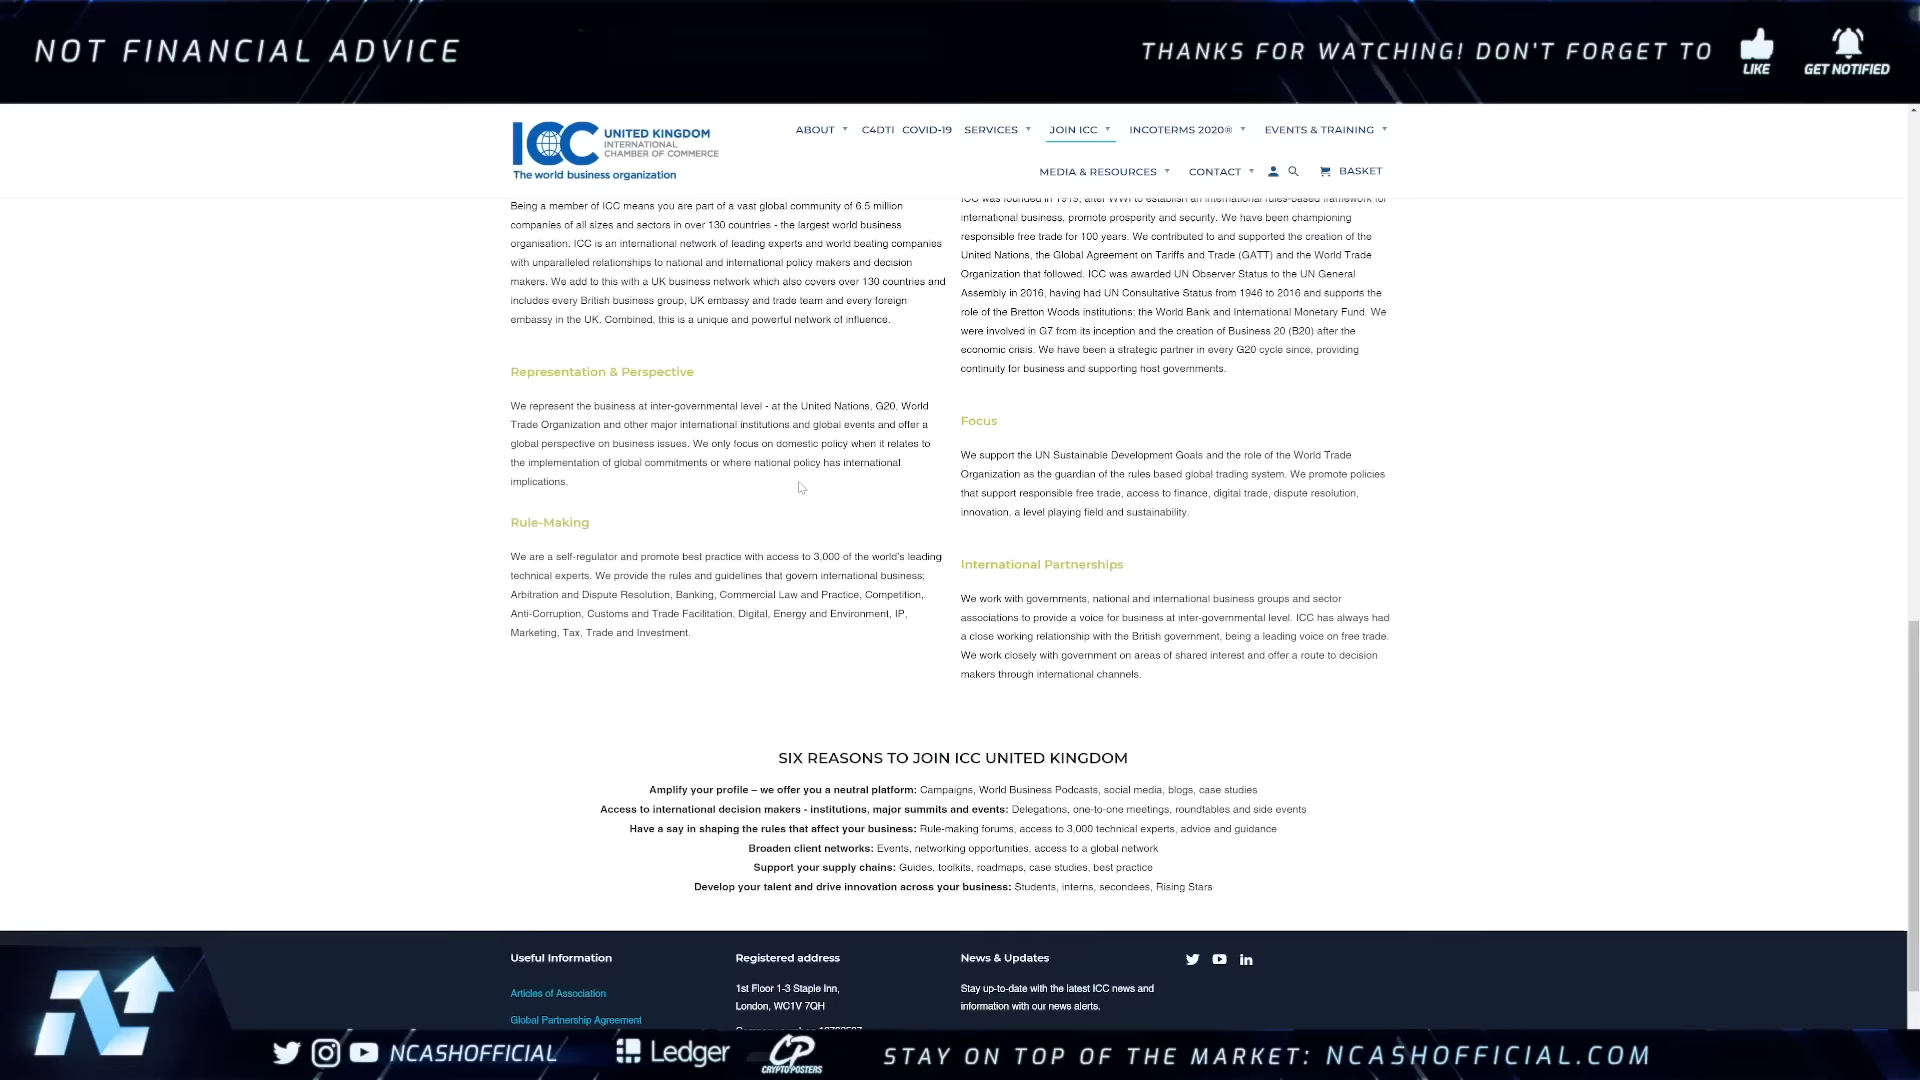 NOT FINANCIAL ADVICE
THANKS FOR WATCHING! DON'T FORGET TO
LIKE
GET NOTIFIED
ICC UNITED KINGDOM
INTERNATIONAL
CHAMBER OF COMMERCE
The world business organization
ABOUT C4DTI COVID-19 SERVICES JOIN ICC INCOTERMS 2020® EVENTS & TRAINING
MEDIA & RESOURCES CONTACT BASKET
Being a member of ICC means you are part of a vast global community of 6.5 million
companies of all sizes and sectors in over 130 countries - the largest world business
organisation. ICC is an international network of leading experts and world beating companies
with unparalleled relationships to national and international policy makers and decision
makers. We add to this with a UK business network which also covers over 130 countries and
includes every British business group, UK embassy and trade team and every foreign
embassy in the UK. Combined, this is a unique and powerful network of influence.
Representation & Perspective
We represent the business at inter-governmental level - at the United Nations, G20, World
Trade Organization and other major international institutions and global events and offer a
global perspective on business issues. We only focus on domestic policy when it relates to
the implementation of global commitments or where national policy has international
implications.
Rule-Making
We are a self-regulator and promote best practice with access to 3,000 of the world's leading
technical experts. We provide the rules and guidelines that govern international business;
Arbitration and Dispute Resolution, Banking, Commercial Law and Practice, Competition,
Anti-Corruption, Customs and Trade Facilitation, Digital, Energy and Environment, IP,
Marketing, Tax, Trade and Investment.
ICC was founded in 1919, after WWI to establish an international rules-based framework for
international business, promote prosperity and security. We have been championing
responsible free trade for 100 years. We contributed to and supported the creation of the
United Nations, the Global Agreement on Tariffs and Trade (GATT) and the World Trade
Organization that followed. ICC was awarded UN Observer Status to the UN General
Assembly in 2016, having had UN Consultative Status from 1946 to 2016 and supports the
role of the Bretton Woods institutions; the World Bank and International Monetary Fund. We
were involved in G7 from its inception and the creation of Business 20 (B20) after the
economic crisis. We have been a strategic partner in every G20 cycle since, providing
continuity for business and supporting host governments.
Focus
We support the UN Sustainable Development Goals and the role of the World Trade
Organization as the guardian of the rules based global trading system. We promote policies
that support responsible free trade, access to finance, digital trade, dispute resolution,
innovation, a level playing field and sustainability.
International Partnerships
We work with governments, national and international business groups and sector
associations to provide a voice for business at inter-governmental level. ICC has always had
a close working relationship with the British government, being a leading voice on free trade.
We work closely with government on areas of shared interest and offer a route to decision
makers through international channels.
SIX REASONS TO JOIN ICC UNITED KINGDOM
Amplify your profile – we offer you a neutral platform: Campaigns, World Business Podcasts, social media, blogs, case studies
Access to international decision makers - institutions, major summits and events: Delegations, one-to-one meetings, roundtables and side events
Have a say in shaping the rules that affect your business: Rule-making forums, access to 3,000 technical experts, advice and guidance
Broaden client networks: Events, networking opportunities, access to a global network
Support your supply chains: Guides, toolkits, roadmaps, case studies, best practice
Develop your talent and drive innovation across your business: Students, interns, secondees, Rising Stars
Useful Information
Articles of Association
Global Partnership Agreement
Registered address
1st Floor 1-3 Staple Inn,
London, WC1V 7QH
News & Updates
Stay up-to-date with the latest ICC news and
information with our news alerts.
NCASHOFFICIAL
Ledger
CP
CRYPTOPOSTERS
STAY ON TOP OF THE MARKET: NCASHOFFICIAL.COM